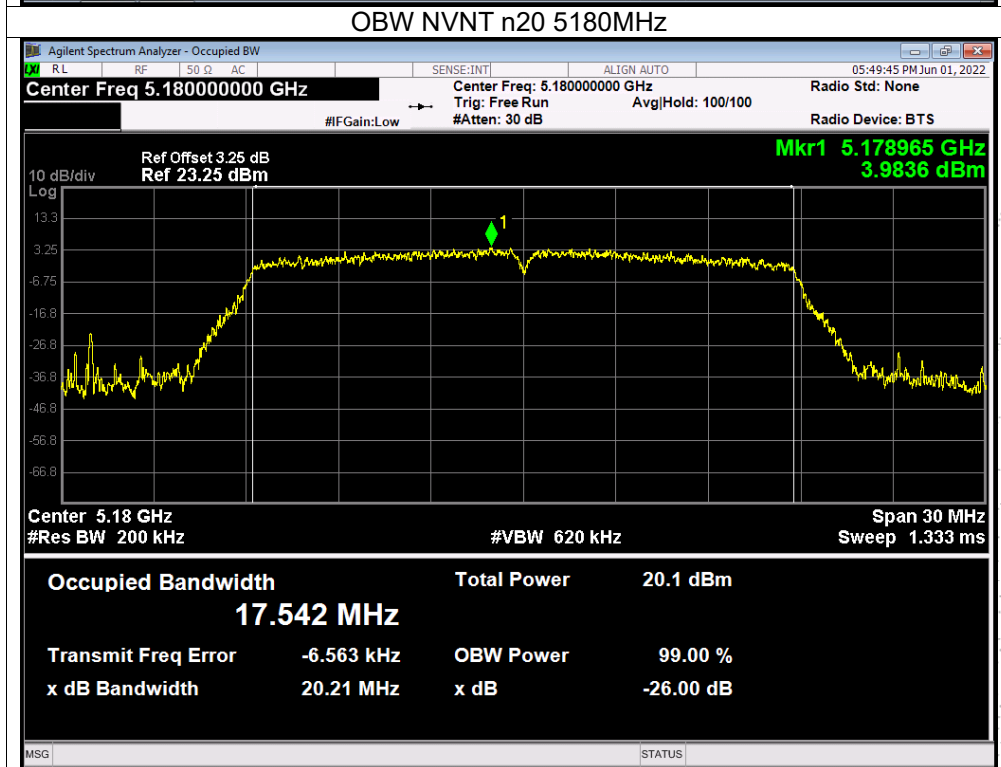 OBW NVNT n20 5180MHz
Agilent Spectrum Analyzer - Occupied BW
LXI RL RF 50 Ω AC SENSE:INT ALIGN AUTO 05:49:45 PM Jun 01, 2022
Center Freq 5.180000000 GHz Center Freq: 5.180000000 GHz Radio Std: None
Trig: Free Run Avg|Hold: 100/100
#IFGain:Low #Atten: 30 dB Radio Device: BTS
Mkr1 5.178965 GHz
Ref Offset 3.25 dB
10 dB/div Ref 23.25 dBm 3.9836 dBm
Log
13.3
1
3.25
-6.75
-16.8
-26.8
-36.8
-46.8
-56.8
-66.8
Center 5.18 GHz Span 30 MHz
#Res BW 200 kHz #VBW 620 kHz Sweep 1.333 ms
Occupied Bandwidth Total Power 20.1 dBm
17.542 MHz
Transmit Freq Error -6.563 kHz OBW Power 99.00 %
x dB Bandwidth 20.21 MHz x dB -26.00 dB
MSG STATUS